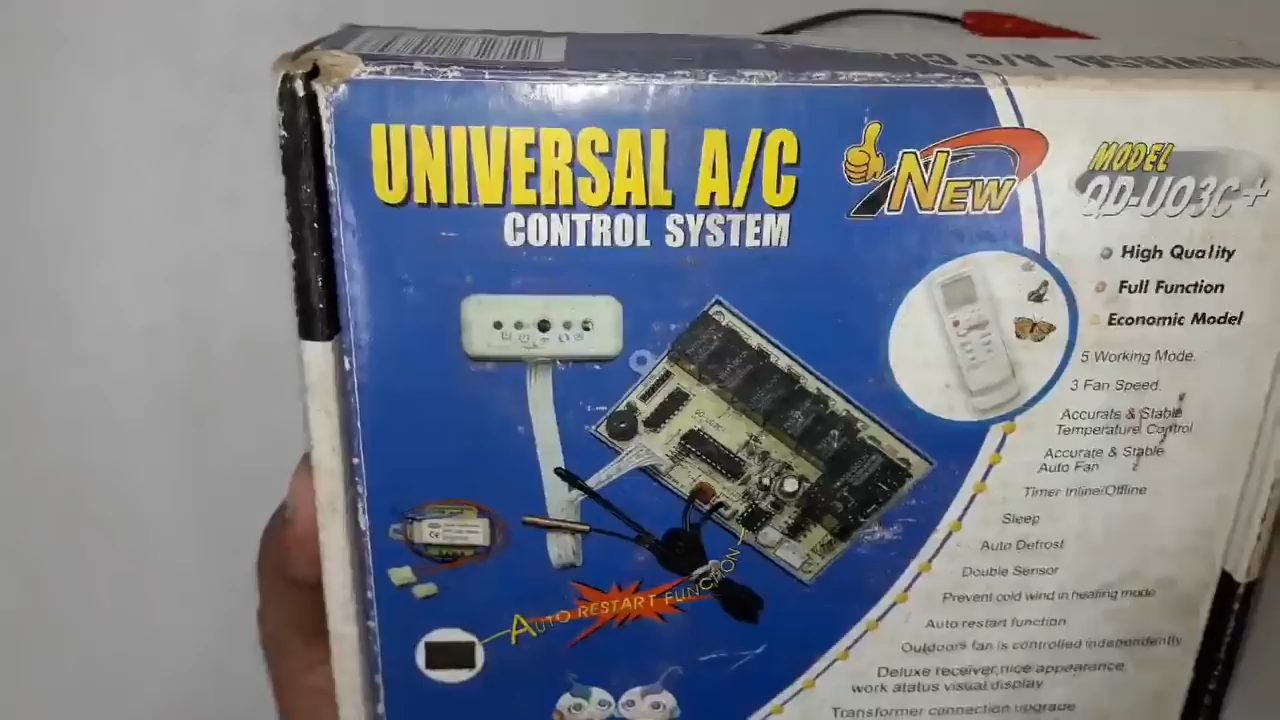 UNIVERSAL A/C
UNIVERSAL A/C
CONTROL SYSTEM
NEW
MODEL
QD-U03C+
High Quality
Full Function
Economic Model
5 Working Mode.
3 Fan Speed.
Accurats & Stable
Temperature Control
Accurate & Stable
Auto Fan
Timer Inline/Offline
Sleep
Auto Defrost
Double Sensor
Prevent cold wind in heating mode
Auto restart function
Outdoors fan is controlled independently
Deluxe receiver,nice appearance,
work atatus visual display
Transformer connection upgrade
AUTO RESTART FUNCTION